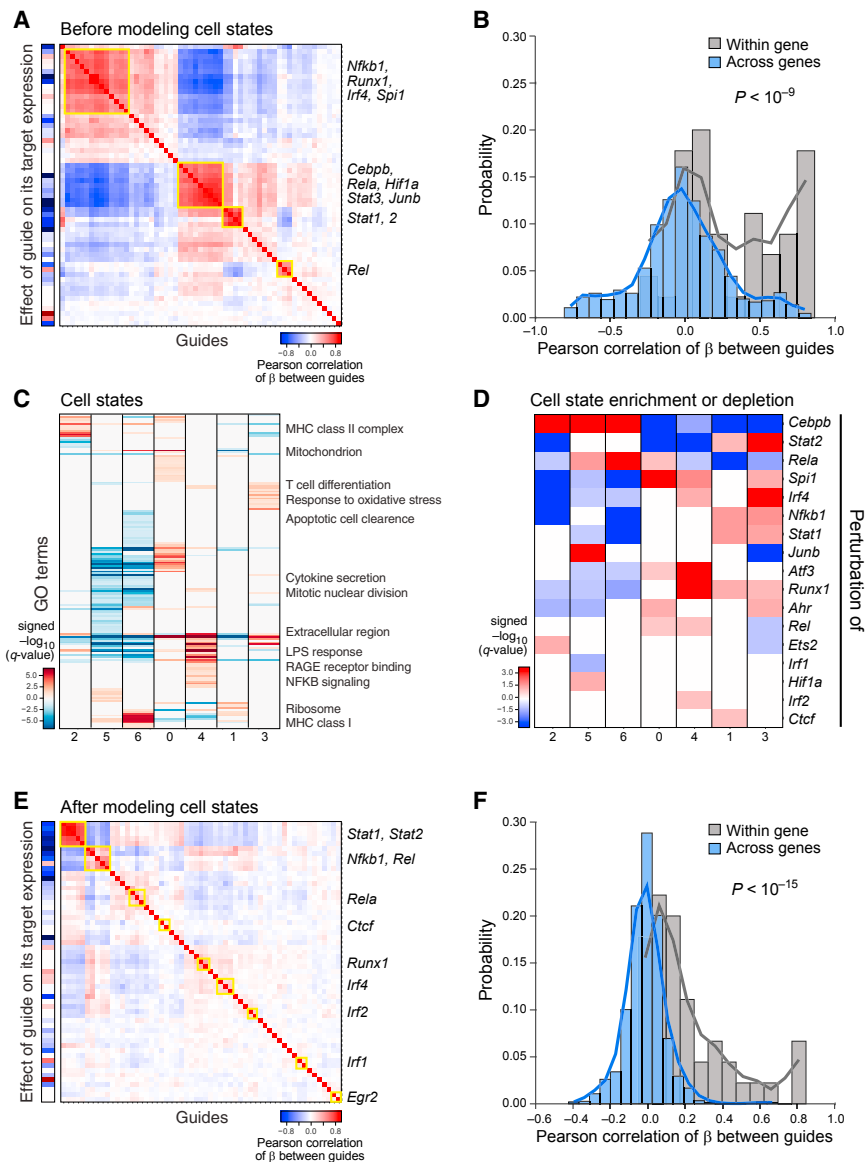 A
Before modeling cell states
Effect of guide on its target expression
Nfkb1,
Runx1,
Irf4, Spi1
Cebpb,
Rela, Hif1a
Stat3, Junb
Stat1, 2
Rel
Guides
−0.8 0 0.8
Pearson correlation
of β between guides
B
Within gene
Across genes
P < 10−9
Probability
0.30
0.25
0.20
0.15
0.10
0.05
0.00
−1.0 −0.5 0.0 0.5 1.0
Pearson correlation of β between guides
C
Cell states
GO terms
MHC class II complex
Mitochondrion
T cell differentiation
Response to oxidative stress
Apoptotic cell clearence
Cytokine secretion
Mitotic nuclear division
Extracellular region
LPS response
RAGE receptor binding
NFKB signaling
Ribosome
MHC class I
signed
−log10
(q-value)
5.0
2.5
0
−2.5
−5.0
2 5 6 0 4 1 3
D
Cell state enrichment or depletion
Cebpb
Stat2
Rela
Spi1
Irf4
Nfkb1
Stat1
Junb
Atf3
Runx1
Ahr
Rel
Ets2
Irf1
Hif1a
Irf2
Ctcf
Perturbation of
signed
−log10
(q-value)
3.0
1.5
0
−1.5
−3.0
2 5 6 0 4 1 3
E
After modeling cell states
Effect of guide on its target expression
Stat1, Stat2
Nfkb1, Rel
Rela
Ctcf
Runx1
Irf4
Irf2
Irf1
Egr2
Guides
−0.8 0 0.8
Pearson correlation
of β between guides
F
Within gene
Across genes
P < 10−15
Probability
0.30
0.25
0.20
0.15
0.10
0.05
0.00
−0.6 −0.4 −0.2 0.0 0.2 0.4 0.6 0.8 1.0
Pearson correlation of β between guides